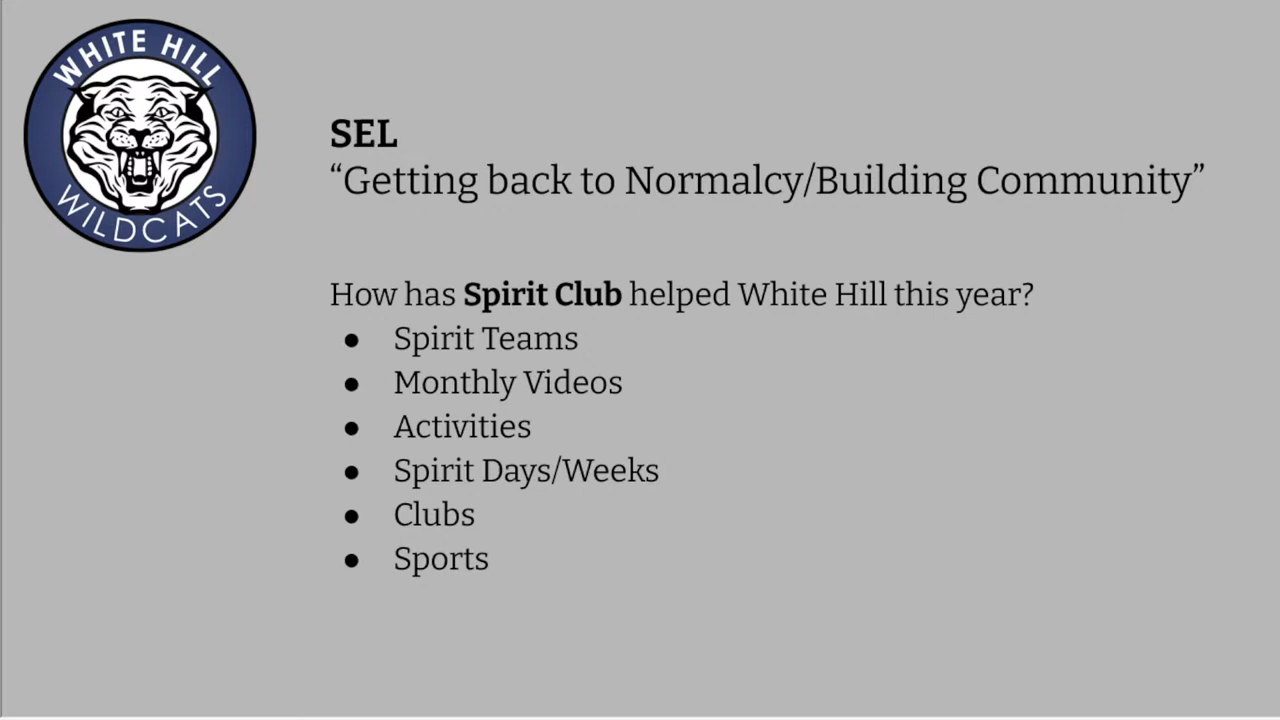 WHITE HILL
WILDCATS
SEL
“Getting back to Normalcy/Building Community”
How has Spirit Club helped White Hill this year?
● Spirit Teams
● Monthly Videos
● Activities
● Spirit Days/Weeks
● Clubs
● Sports